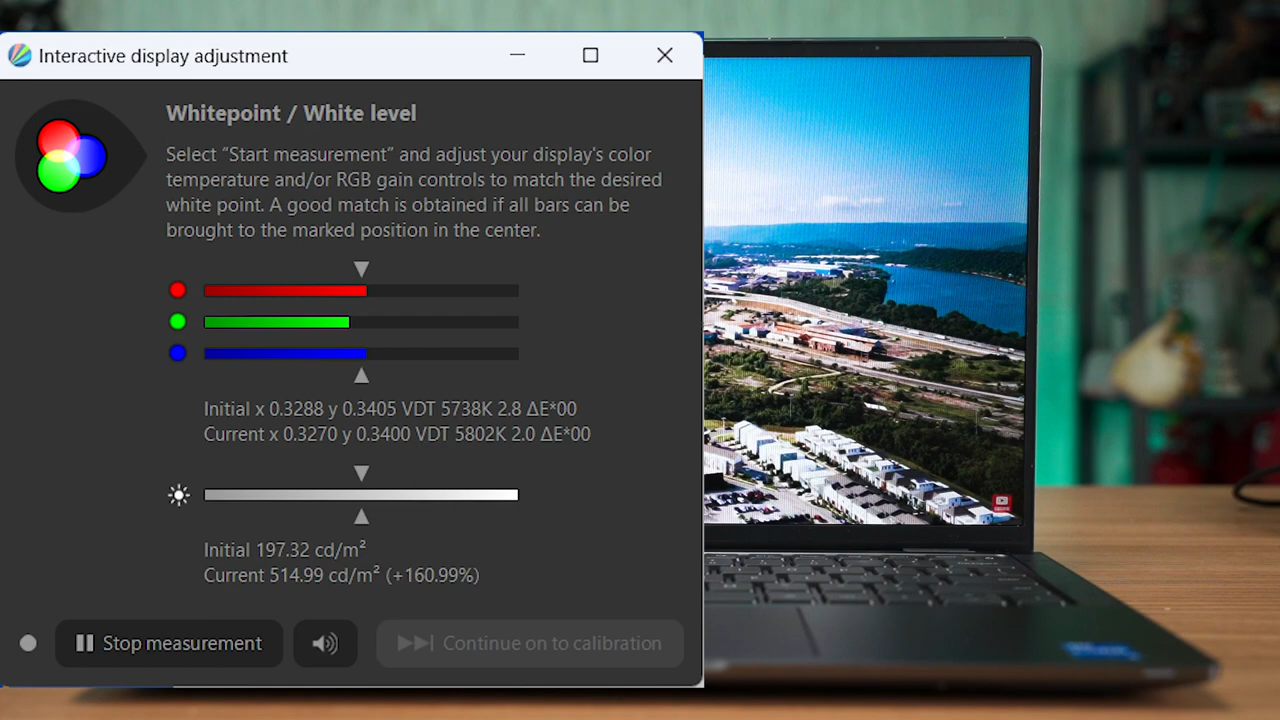 Interactive display adjustment
Whitepoint / White level
Select “Start measurement” and adjust your display's color
temperature and/or RGB gain controls to match the desired
white point. A good match is obtained if all bars can be
brought to the marked position in the center.
Initial x 0.3288 y 0.3405 VDT 5738K 2.8 ΔE*00
Current x 0.3270 y 0.3400 VDT 5802K 2.0 ΔE*00
Initial 197.32 cd/m²
Current 514.99 cd/m² (+160.99%)
Stop measurement
Continue on to calibration